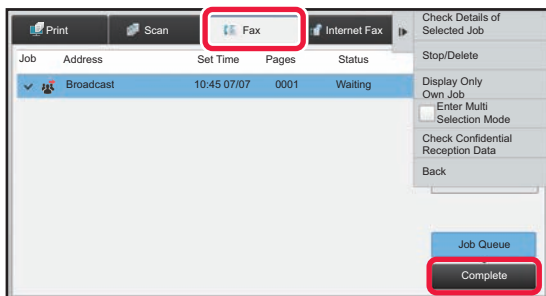 Print
Scan
Fax
Internet Fax
Job Address Set Time Pages Status
Broadcast 10:45 07/07 0001 Waiting
Check Details of
Selected Job
Stop/Delete
Display Only
Own Job
Enter Multi
Selection Mode
Check Confidential
Reception Data
Back
Job Queue
Complete